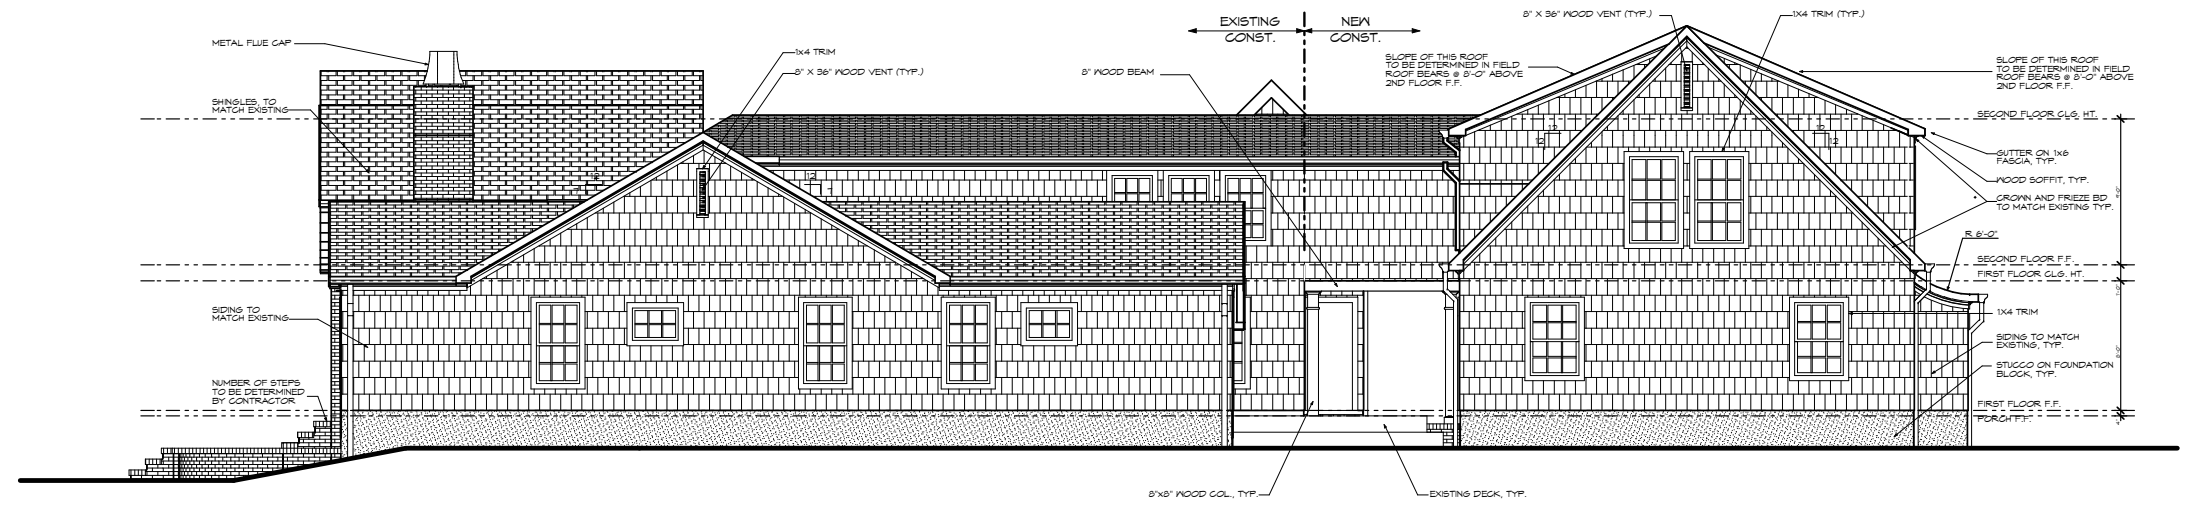 EXISTING
CONST.
NEW
CONST.
8" X 36" WOOD VENT (TYP.)
1X4 TRIM (TYP.)
METAL FLUE CAP
1x4 TRIM
8" X 36" WOOD VENT (TYP.)
8" WOOD BEAM
SLOPE OF THIS ROOF
TO BE DETERMINED IN FIELD
ROOF BEARS @ 8'-0" ABOVE
2ND FLOOR F.F.
SLOPE OF THIS ROOF
TO BE DETERMINED IN FIELD
ROOF BEARS @ 8'-0" ABOVE
2ND FLOOR F.F.
SHINGLES, TO
MATCH EXISTING
SECOND FLOOR CLG. HT.
12
12
12
12
12
12
GUTTER ON 1x6
FASCIA, TYP.
WOOD SOFFIT, TYP.
CROWN AND FRIEZE BD
TO MATCH EXISTING TYP.
R 6'-0"
SECOND FLOOR F.F.
FIRST FLOOR CLG. HT.
SIDING TO
MATCH EXISTING
1X4 TRIM
SIDING TO MATCH
EXISTING, TYP.
STUCCO ON FOUNDATION
BLOCK, TYP.
NUMBER OF STEPS
TO BE DETERMINED
BY CONTRACTOR
FIRST FLOOR F.F.
PORCH F.F.
8"x8" WOOD COL., TYP.
EXISTING DECK, TYP.